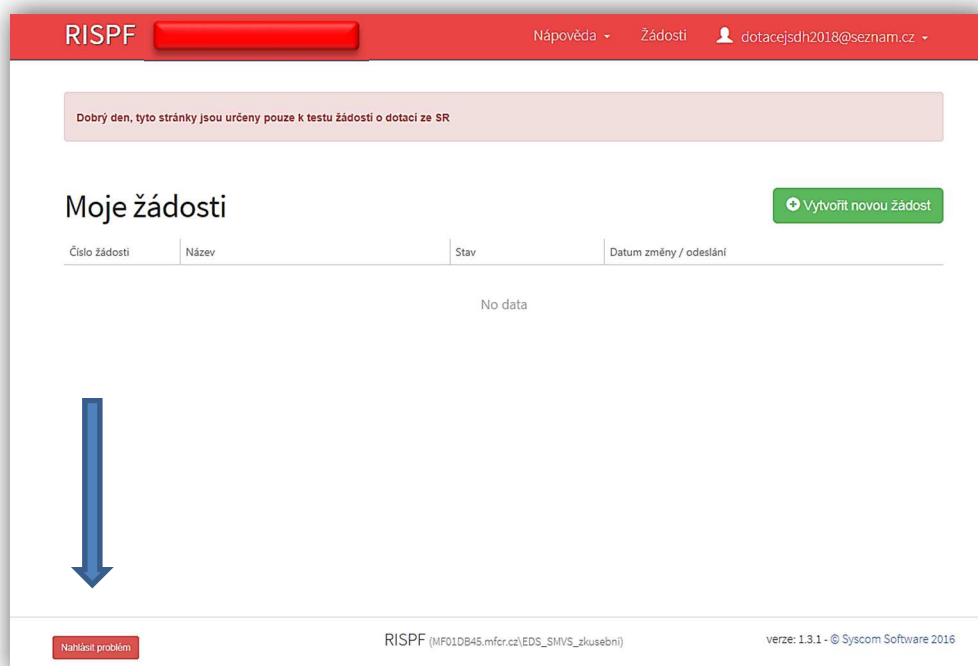 RISPF
Nápověda
Žádosti
dotacejsdh2018@seznam.cz
Dobrý den, tyto stránky jsou určeny pouze k testu žádostí o dotaci ze SR
Moje žádosti
Vytvořit novou žádost
Číslo žádosti
Název
Stav
Datum změny / odeslání
No data
Nahlásit problém
RISPF (MF01DB45.mfcr.cz\EDS_SMVS_zkusebni)
verze: 1.3.1 - © Syscom Software 2016